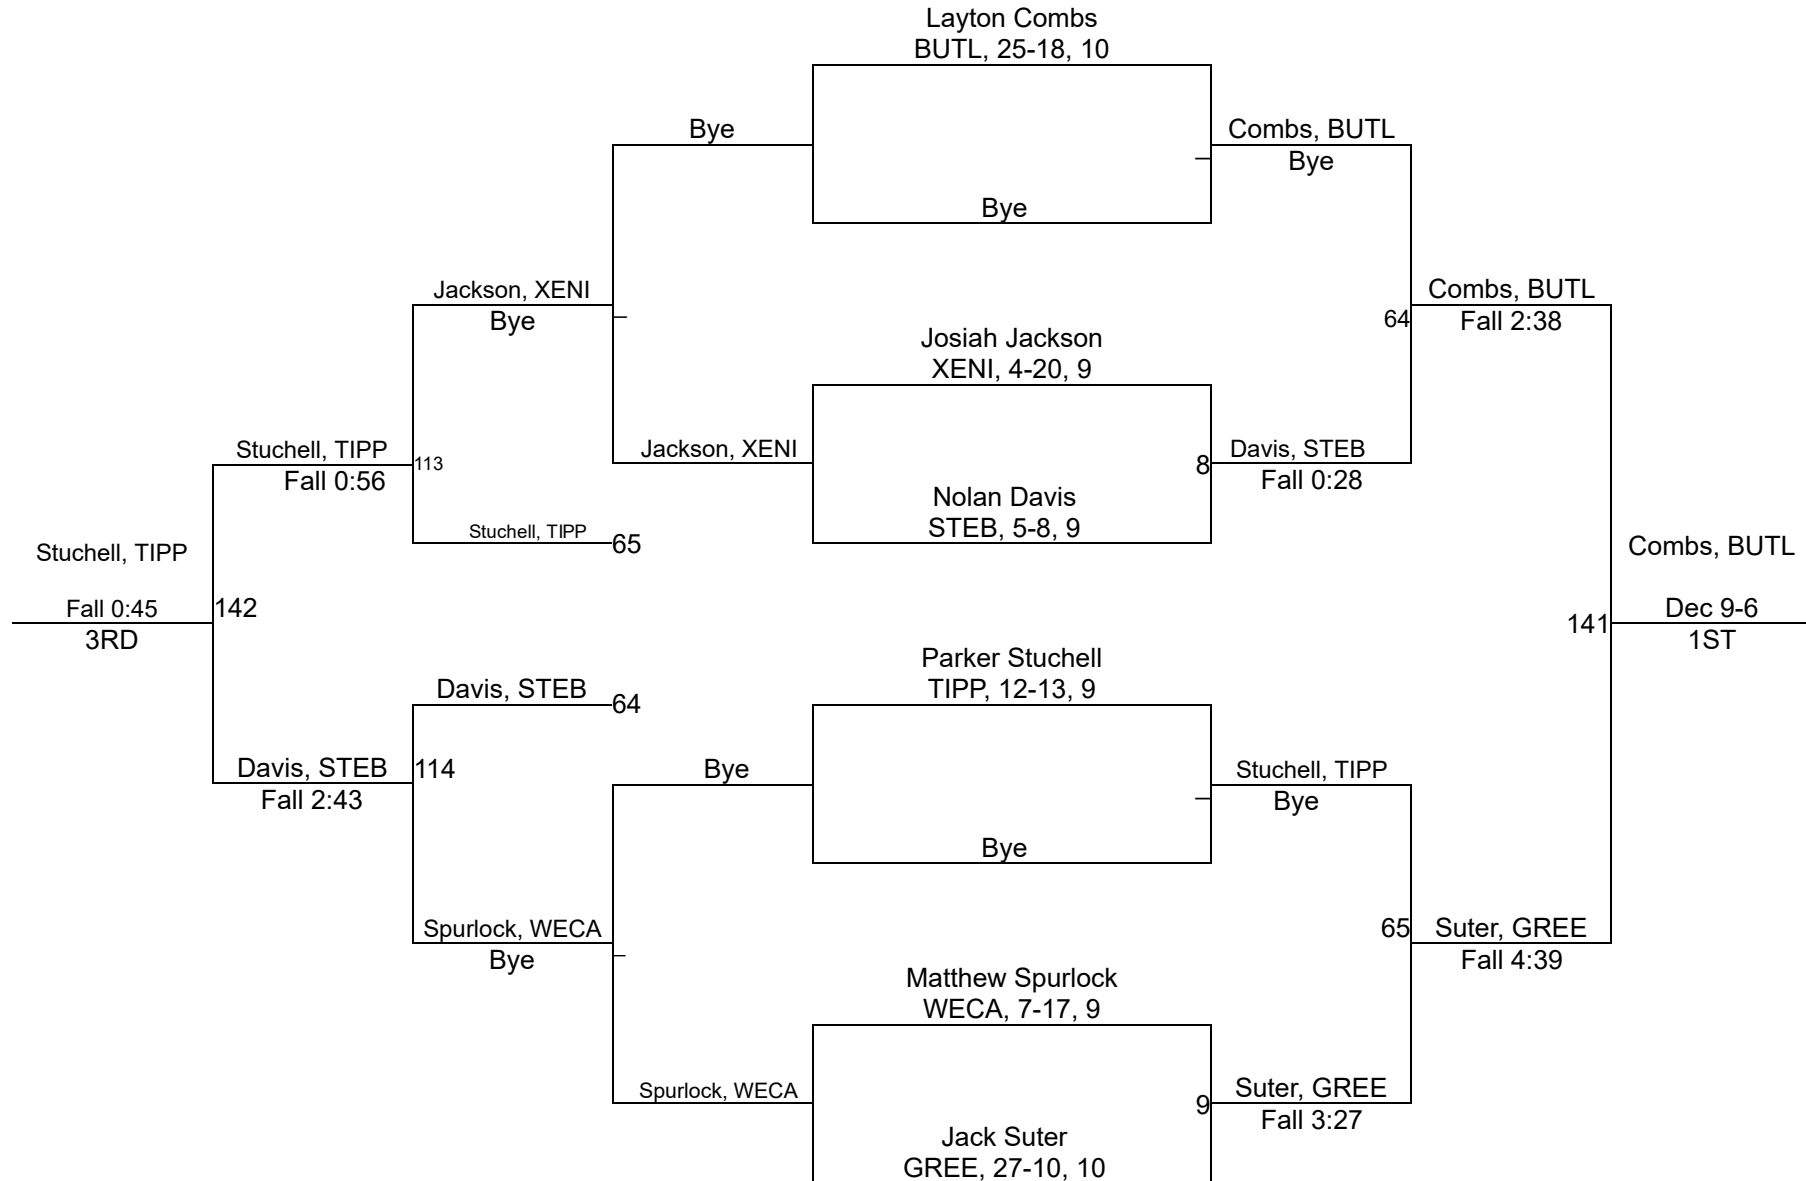 Layton Combs
BUTL, 25-18, 10
Bye
Combs, BUTL
Bye
Bye
Jackson, XENI
Bye
Combs, BUTL
Fall 2:38
64
Josiah Jackson
XENI, 4-20, 9
Stuchell, TIPP
Fall 0:56
113
Jackson, XENI
8
Davis, STEB
Fall 0:28
Nolan Davis
STEB, 5-8, 9
Stuchell, TIPP
65
Stuchell, TIPP
Fall 0:45
3RD
142
Combs, BUTL
141
Dec 9-6
1ST
Parker Stuchell
TIPP, 12-13, 9
Davis, STEB
64
Davis, STEB
Fall 2:43
114
Bye
Stuchell, TIPP
Bye
Bye
Spurlock, WECA
Bye
65
Suter, GREE
Fall 4:39
Matthew Spurlock
WECA, 7-17, 9
Spurlock, WECA
9
Suter, GREE
Fall 3:27
Jack Suter
GREE, 27-10, 10